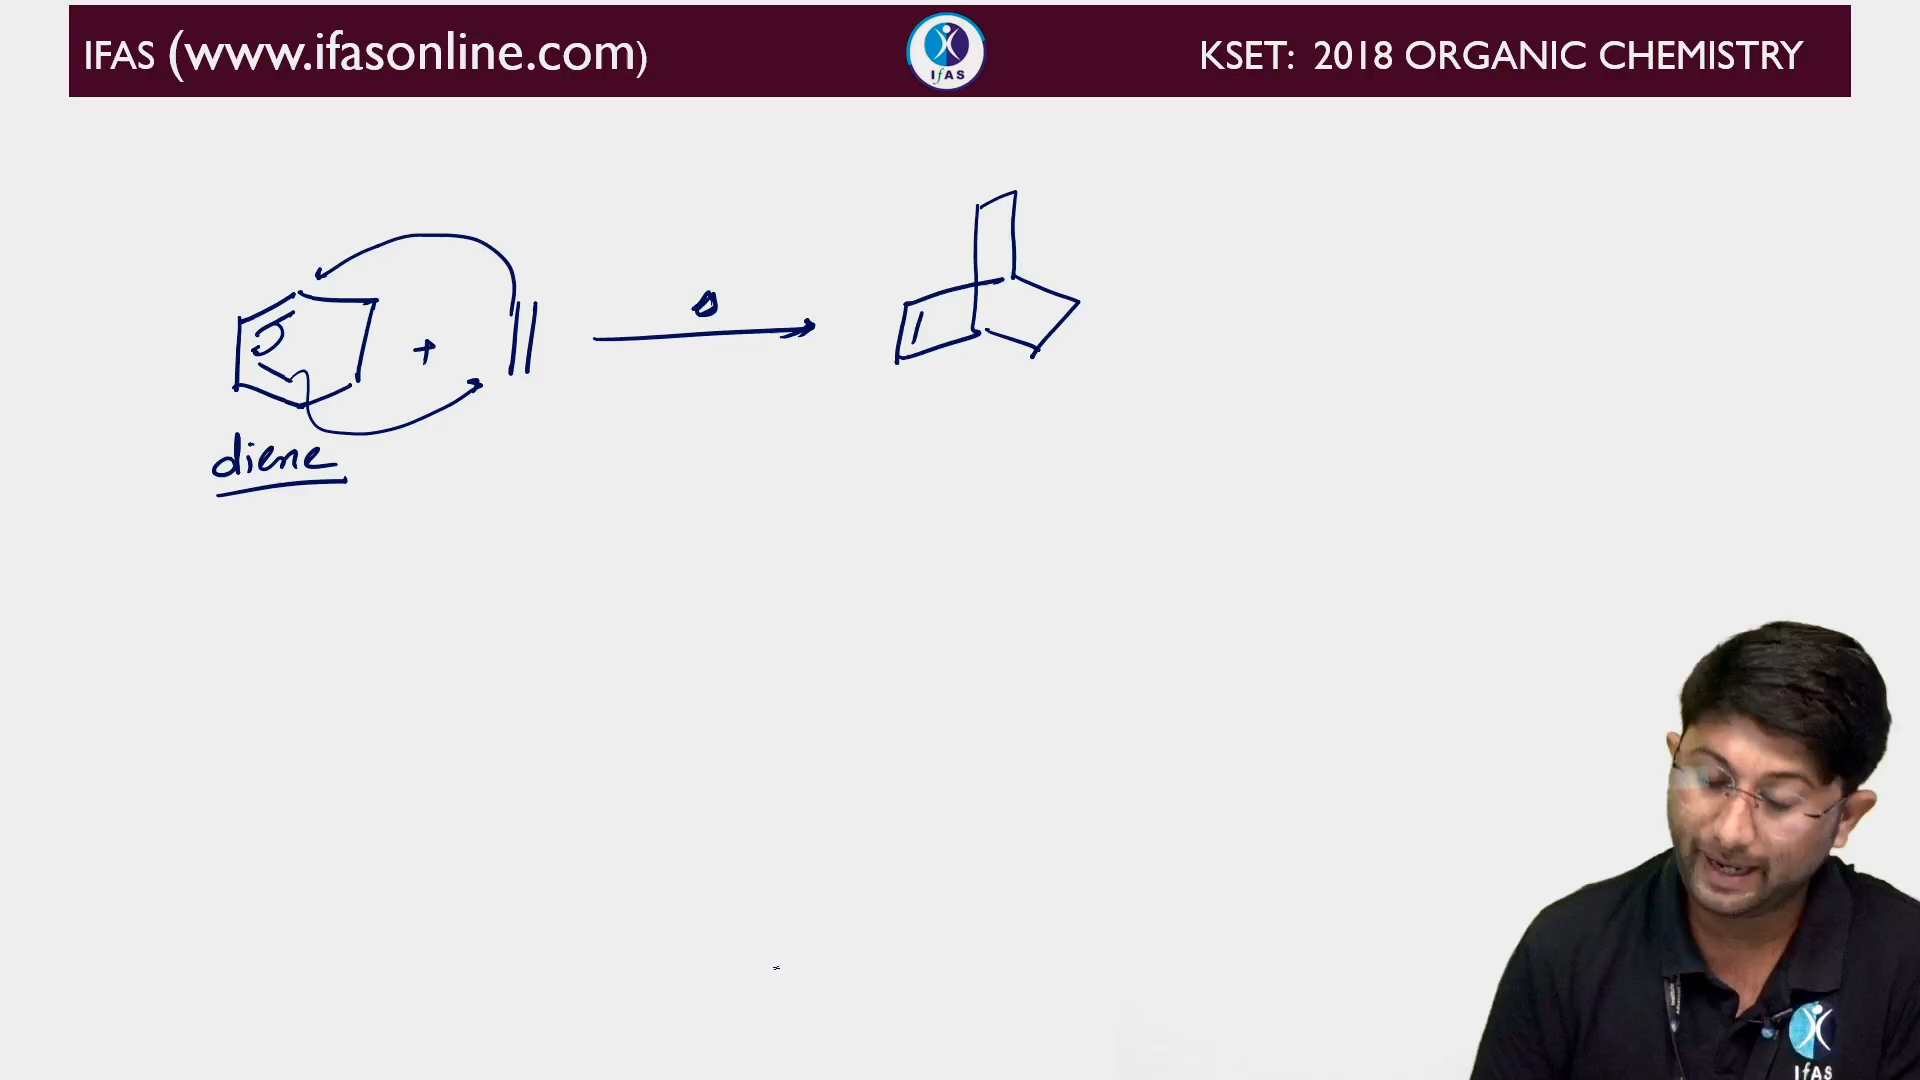 IFAS (www.ifasonline.com)
IfAS
KSET: 2018 ORGANIC CHEMISTRY
Δ
+
diene
IfAS